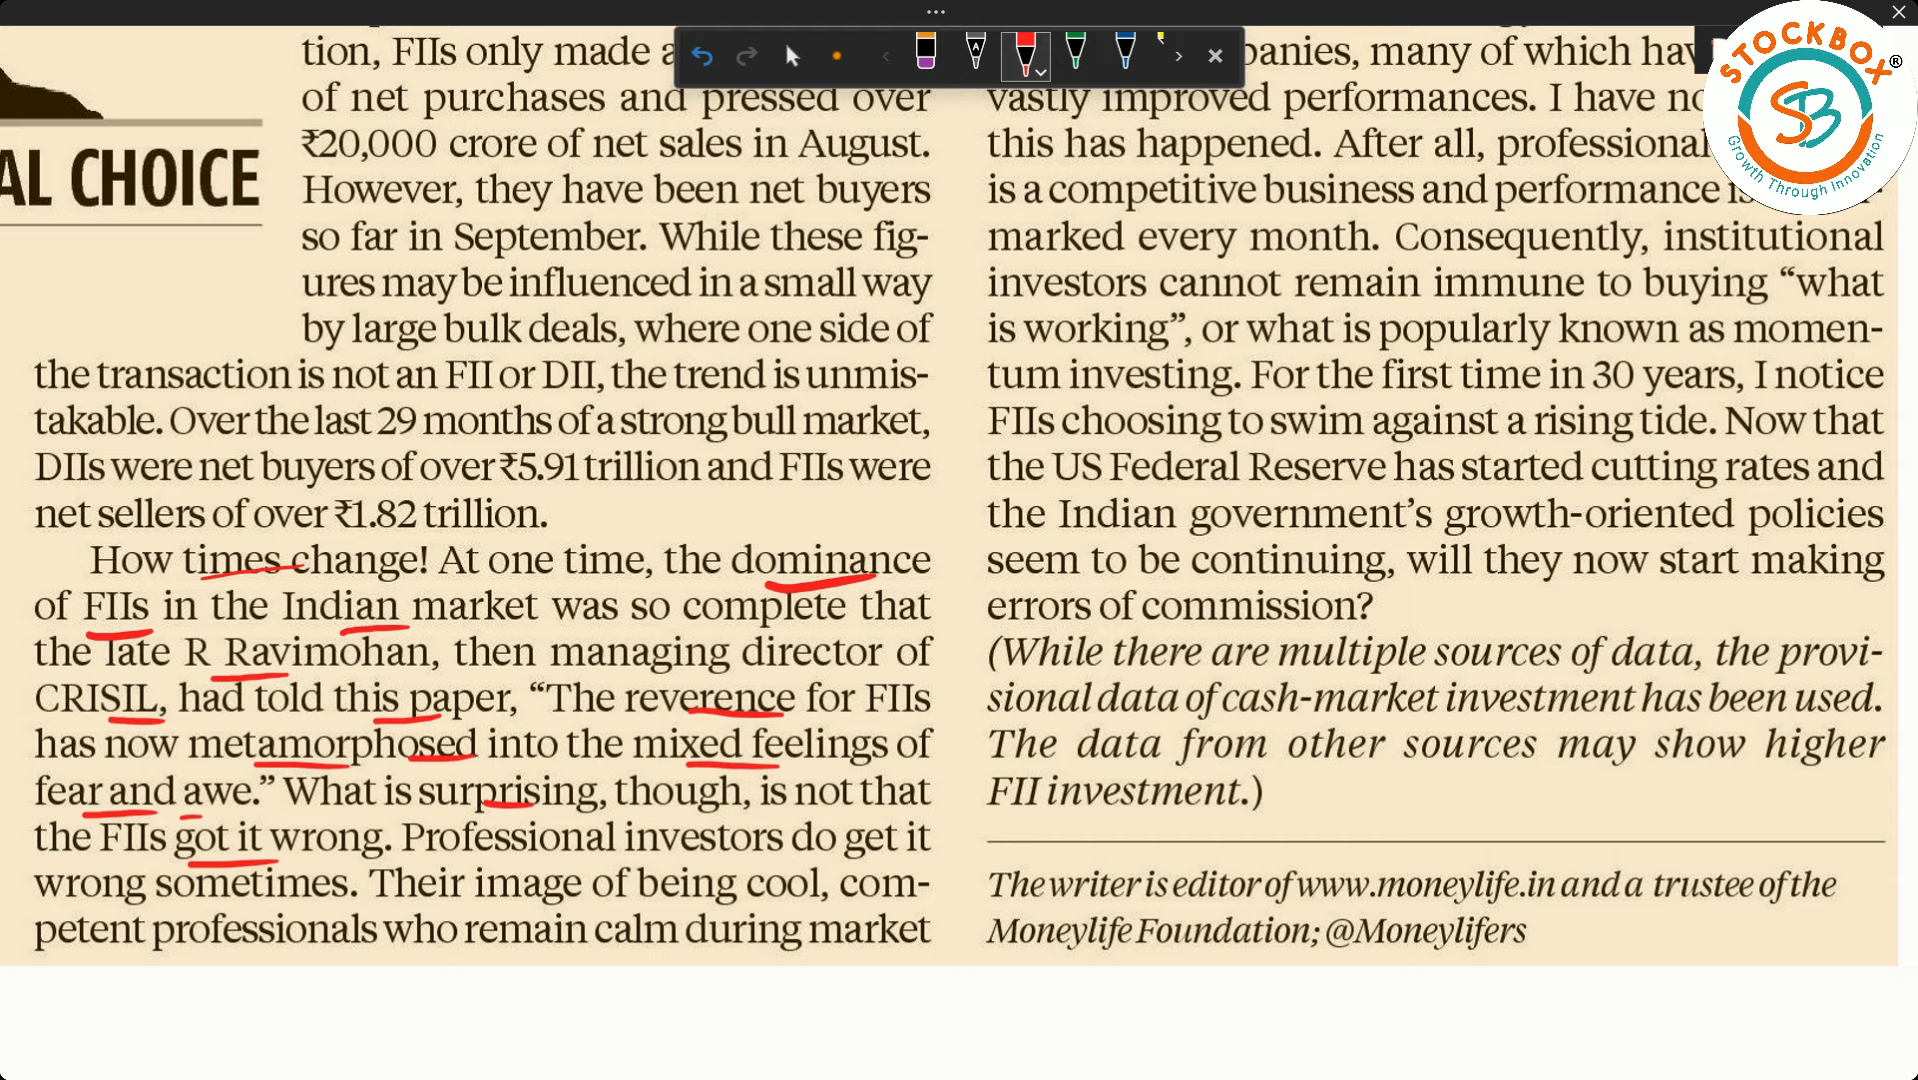 tion, FIIs only made a
of net purchases and pressed over
₹20,000 crore of net sales in August.
However, they have been net buyers
so far in September. While these fig-
ures may be influenced in a small way
by large bulk deals, where one side of
the transaction is not an FII or DII, the trend is unmis-
takable. Over the last 29 months of a strong bull market,
DIIs were net buyers of over ₹5.91 trillion and FIIs were
net sellers of over ₹1.82 trillion.
How times change! At one time, the dominance
of FIIs in the Indian market was so complete that
the late R Ravimohan, then managing director of
CRISIL, had told this paper, “The reverence for FIIs
has now metamorphosed into the mixed feelings of
fear and awe.” What is surprising, though, is not that
the FIIs got it wrong. Professional investors do get it
wrong sometimes. Their image of being cool, com-
petent professionals who remain calm during market
AL CHOICE
panies, many of which hav
vastly improved performances. I have no
this has happened. After all, professional
is a competitive business and performance is
marked every month. Consequently, institutional
investors cannot remain immune to buying “what
is working”, or what is popularly known as momen-
tum investing. For the first time in 30 years, I notice
FIIs choosing to swim against a rising tide. Now that
the US Federal Reserve has started cutting rates and
the Indian government’s growth-oriented policies
seem to be continuing, will they now start making
errors of commission?
(While there are multiple sources of data, the provi-
sional data of cash-market investment has been used.
The data from other sources may show higher
FII investment.)
The writer is editor of www.moneylife.in and a trustee of the
Moneylife Foundation; @Moneylifers
STOCKBOX®
SB
Growth Through Innovation
A